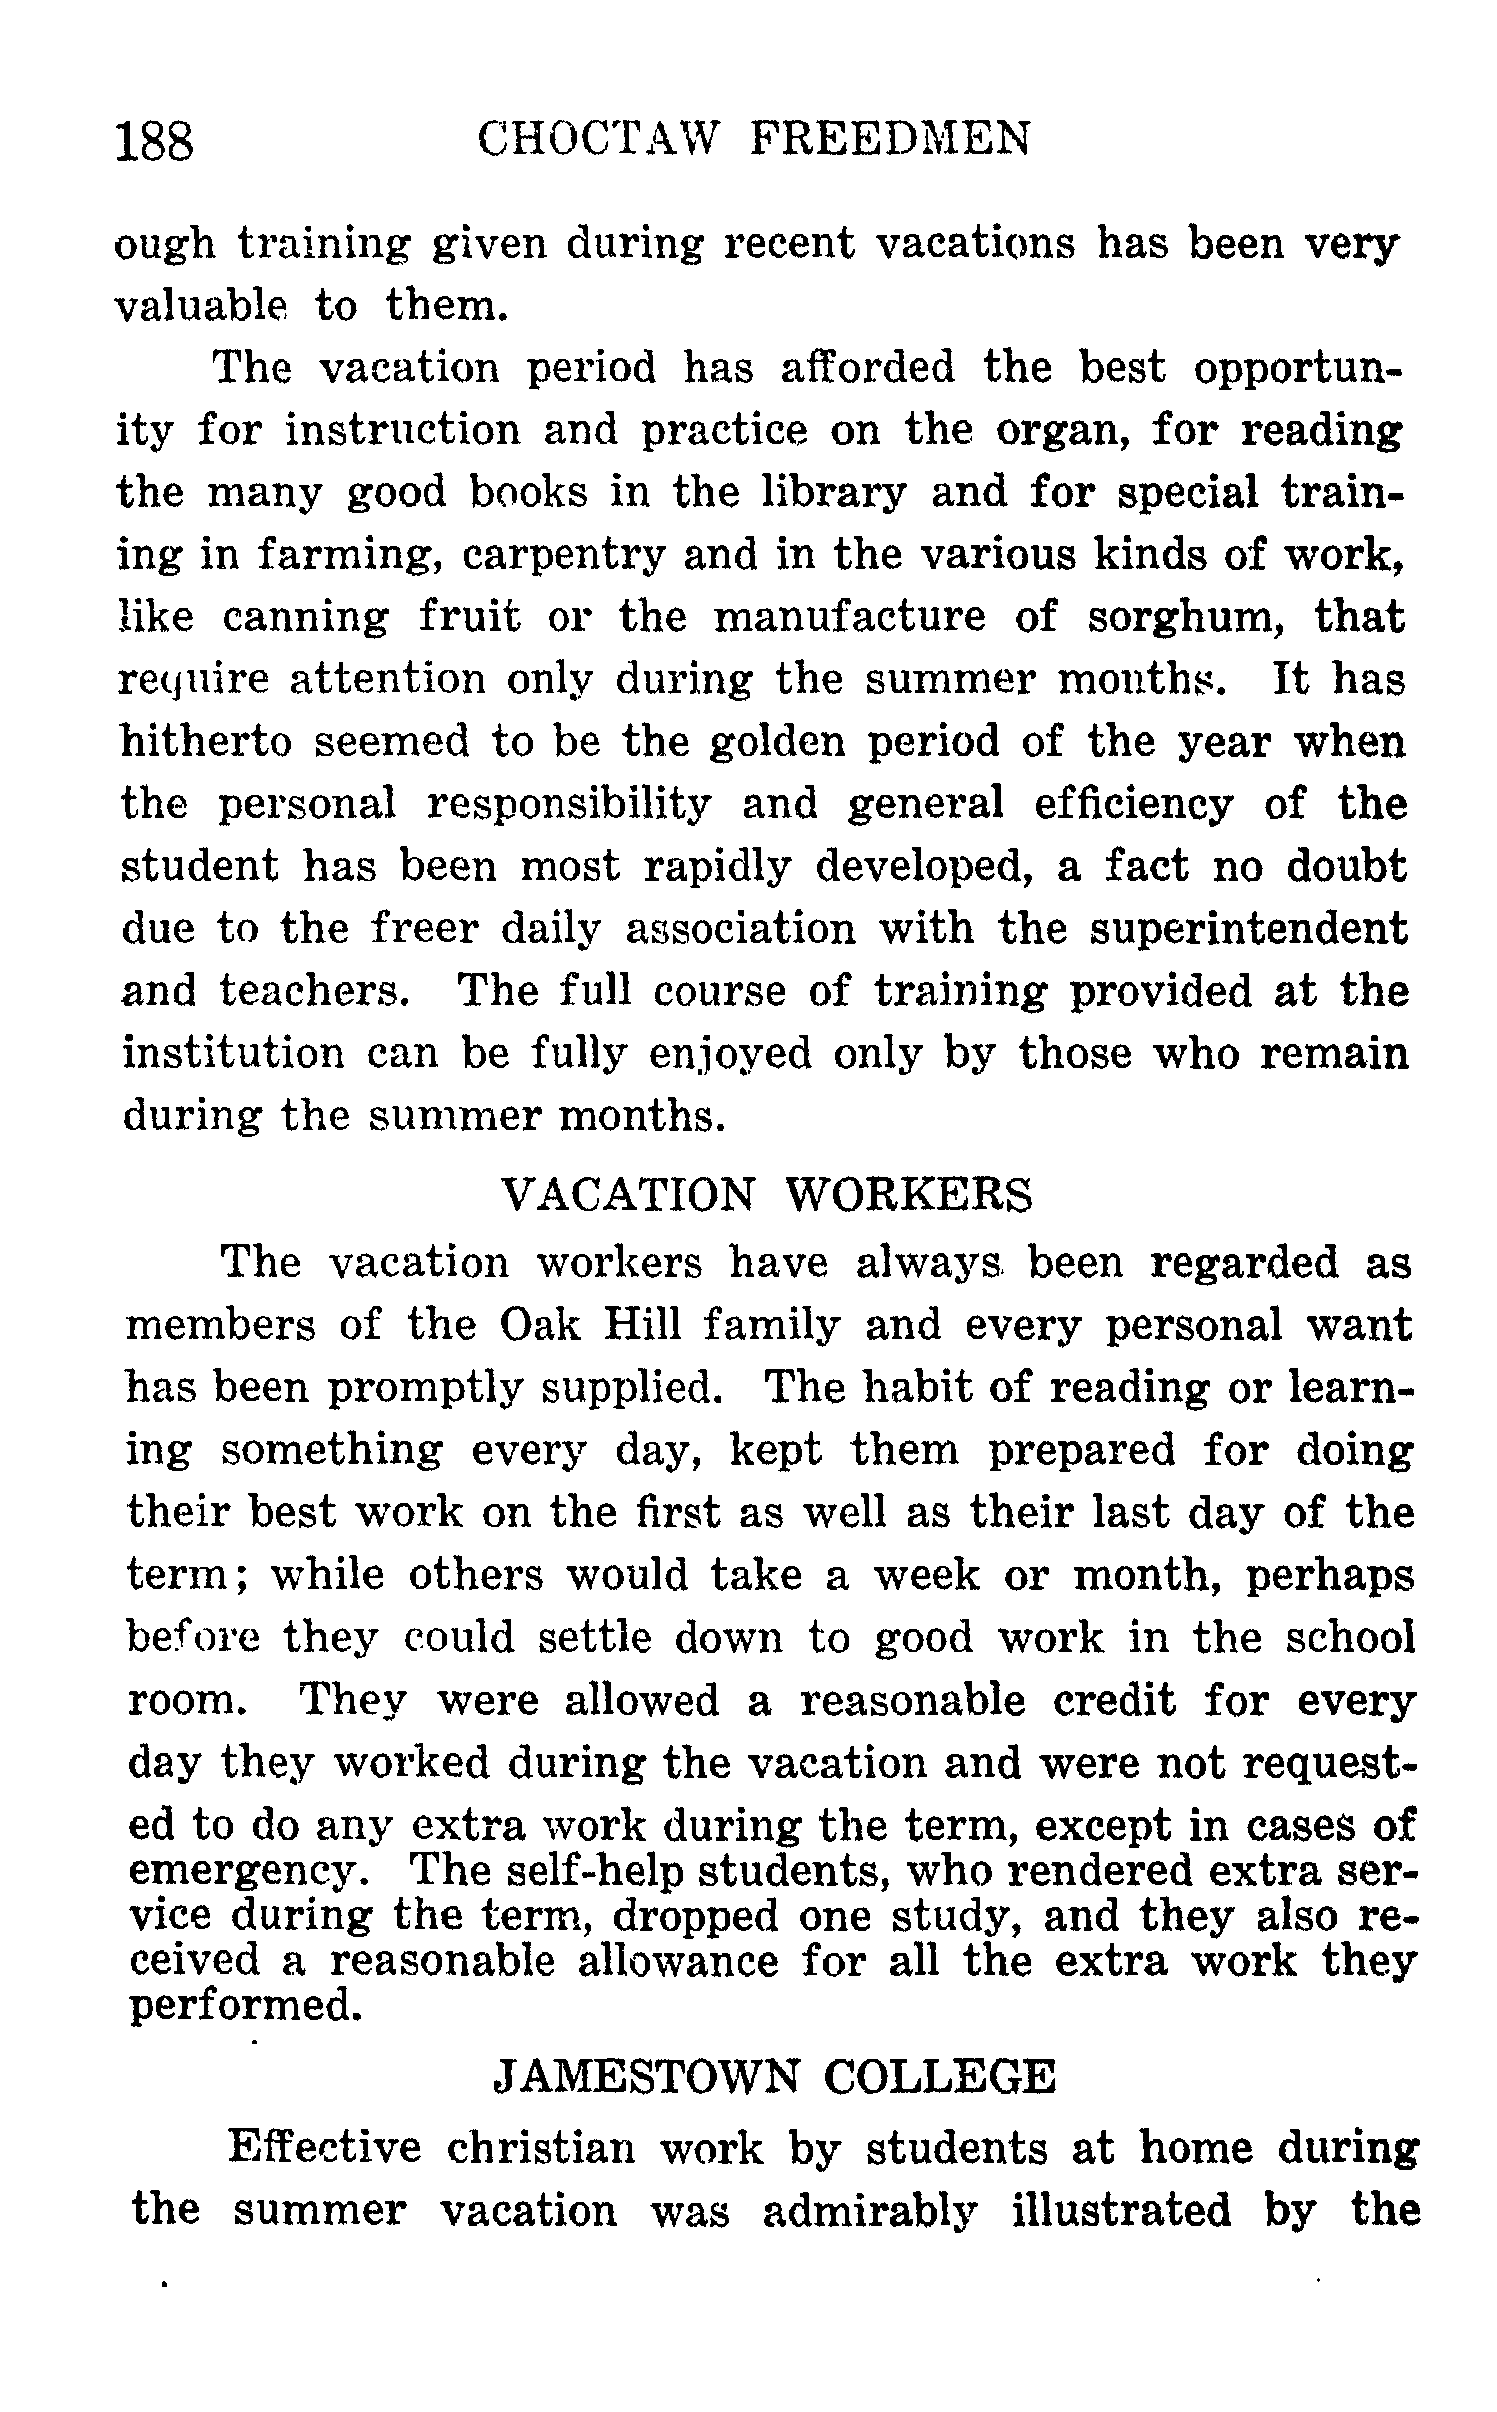 188 CHOCTAW FREEDMEN
ough training given during recent vacations has been very
valuable to them.
The vacation period has afforded the best opportun-
ity for instruction and practice on the organ, for reading
the many good books in the library and for special train-
ing in farming, carpentry and in the various kinds of work,
like canning fruit or the manufacture of sorghum, that
require attention only during the summer months. It has
hitherto seemed to be the golden period of the year when
the personal responsibility and general efficiency of the
student has been most rapidly developed, a fact no doubt
due to the freer daily association with the superintendent
and teachers. The full course of training provided at the
institution can be fully enjoyed only by those who remain
during the summer months.
VACATION WORKERS
The vacation workers have always been regarded as
members of the Oak Hill family and every personal want
has been promptly supplied. The habit of reading or learn-
ing something every day, kept them prepared for doing
their best work on the first as well as their last day of the
term; while others would take a week or month, perhaps
before they could settle down to good work in the school
room. They were allowed a reasonable credit for every
day they worked during the vacation and were not request-
ed to do any extra work during the term, except in cases of
emergency. The self-help students, who rendered extra ser-
vice during the term, dropped one study, and they also re-
ceived a reasonable allowance for all the extra work they
performed.
JAMESTOWN COLLEGE
Effective christian work by students at home during
the summer vacation was admirably illustrated by the